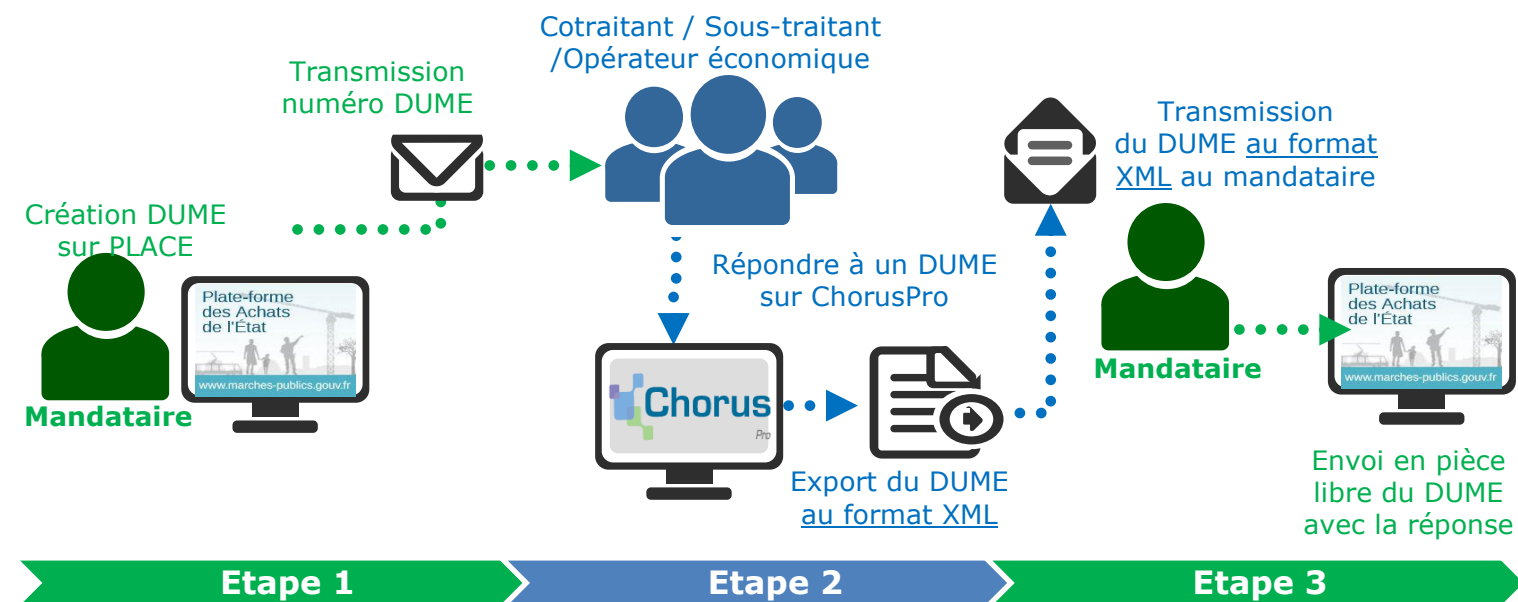 Cotraitant / Sous-traitant
/Opérateur économique
Transmission
numéro DUME
Création DUME
sur PLACE
Plate-forme
des Achats
de l'État
www.marches-publics.gouv.fr
Mandataire
Répondre à un DUME
sur ChorusPro
Chorus
Pro
Export du DUME
au format XML
Transmission
du DUME au format
XML au mandataire
Mandataire
Plate-forme
des Achats
de l'État
www.marches-publics.gouv.fr
Envoi en pièce
libre du DUME
avec la réponse
Etape 1
Etape 2
Etape 3